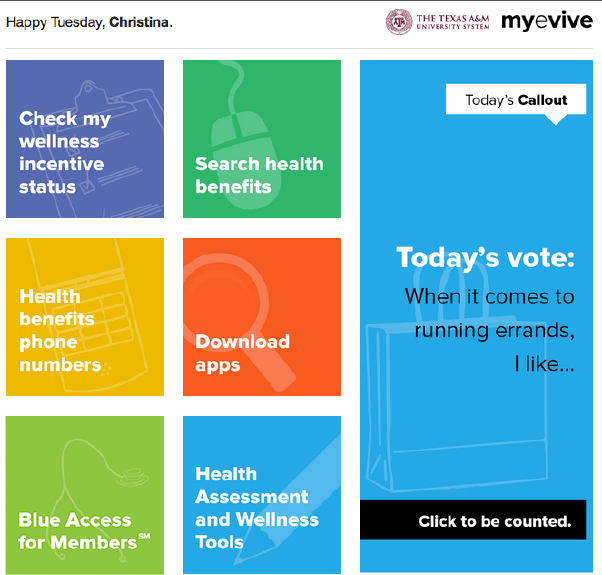 Happy Tuesday, Christina.
THE TEXAS A&M
UNIVERSITY SYSTEM
myevive
Check my
wellness
incentive
status
Search health
benefits
Today's Callout
Today's vote:
When it comes to
running errands,
I like...
Health
benefits
phone
numbers
Download
apps
Blue Access
for Members℠
Health
Assessment
and Wellness
Tools
Click to be counted.